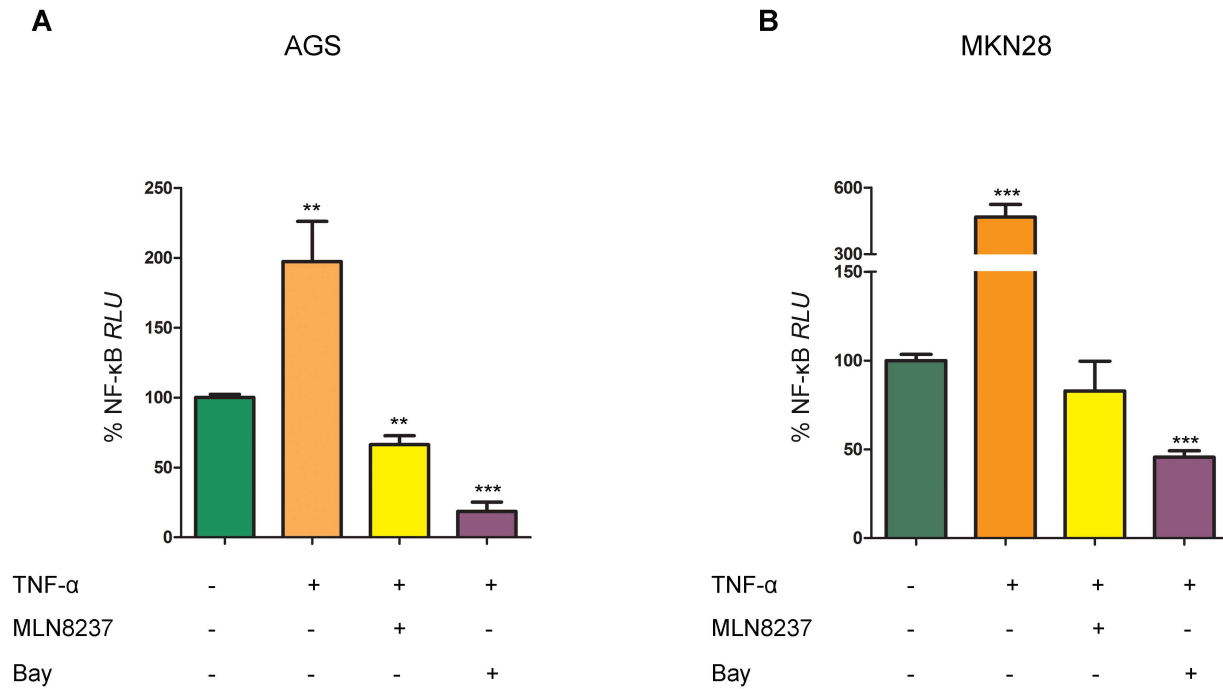 A
AGS
250
200
150
100
50
0
% NF-κB RLU
**
**
***
TNF-α - + + +
MLN8237 - - + -
Bay - - - +
B
MKN28
600
300
150
100
50
0
% NF-κB RLU
***
***
TNF-α - + + +
MLN8237 - - + -
Bay - - - +